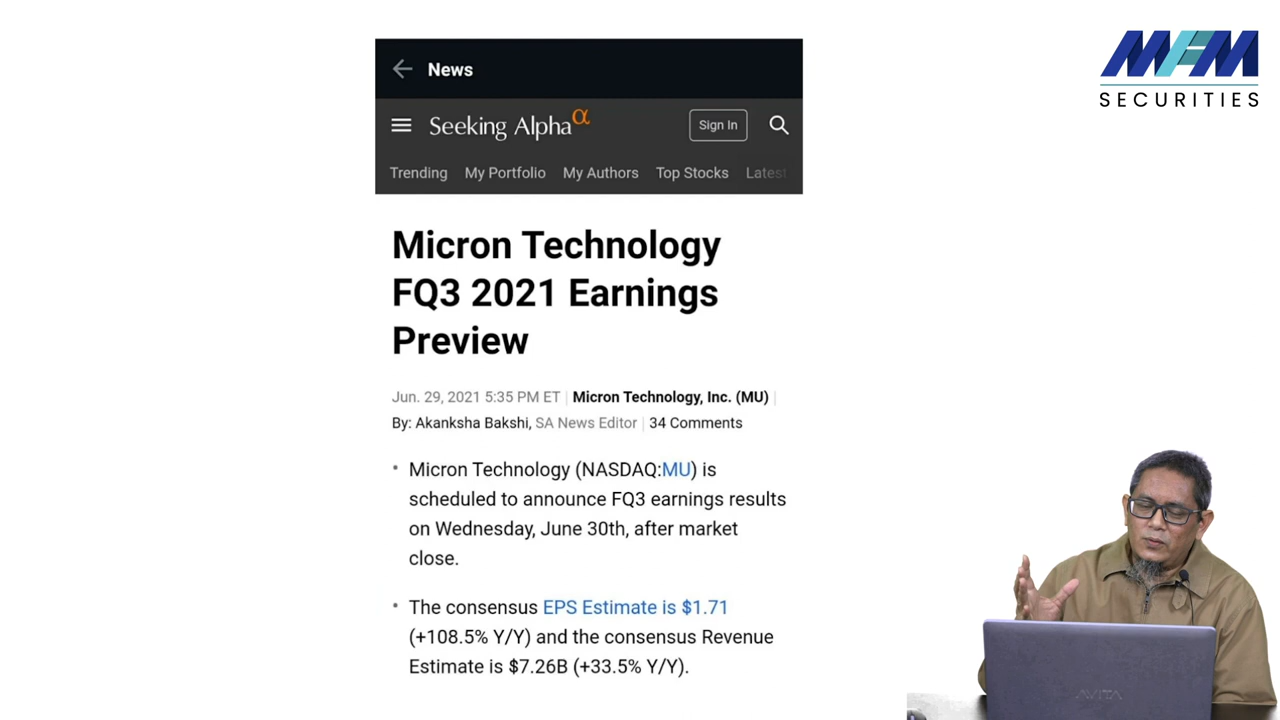 MFM
SECURITIES
News
Seeking Alpha α
Sign In
Trending My Portfolio My Authors Top Stocks Latest
Micron Technology
FQ3 2021 Earnings
Preview
Jun. 29, 2021 5:35 PM ET | Micron Technology, Inc. (MU) |
By: Akanksha Bakshi, SA News Editor | 34 Comments
• Micron Technology (NASDAQ:MU) is
scheduled to announce FQ3 earnings results
on Wednesday, June 30th, after market
close.
• The consensus EPS Estimate is $1.71
(+108.5% Y/Y) and the consensus Revenue
Estimate is $7.26B (+33.5% Y/Y).
AVITA